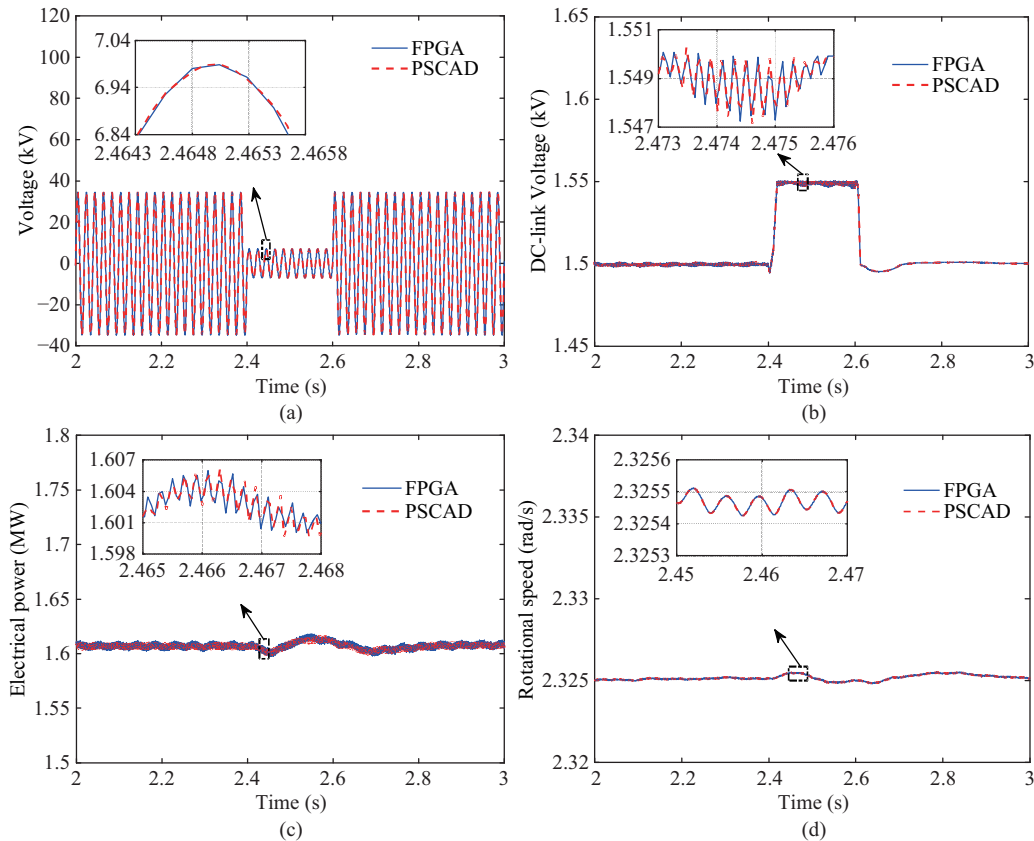 120
100
80
60
40
20
0
−20
−40
Voltage (kV)
7.04
6.94
6.84
2.4643 2.4648 2.4653 2.4658
FPGA
PSCAD
2 2.2 2.4 2.6 2.8 3
Time (s)
(a)
1.65
1.6
1.55
1.5
1.45
DC-link Voltage (kV)
1.551
1.549
1.547
2.473 2.474 2.475 2.476
FPGA
PSCAD
2 2.2 2.4 2.6 2.8 3
Time (s)
(b)
1.8
1.75
1.7
1.65
1.6
1.55
1.5
Electrical power (MW)
1.607
1.604
1.601
1.598
2.465 2.466 2.467 2.468
FPGA
PSCAD
2 2.2 2.4 2.6 2.8 3
Time (s)
(c)
2.34
2.335
2.33
2.325
2.32
Rotational speed (rad/s)
2.3256
2.3255
2.3254
2.3253
2.45 2.46 2.47
FPGA
PSCAD
2 2.2 2.4 2.6 2.8 3
Time (s)
(d)